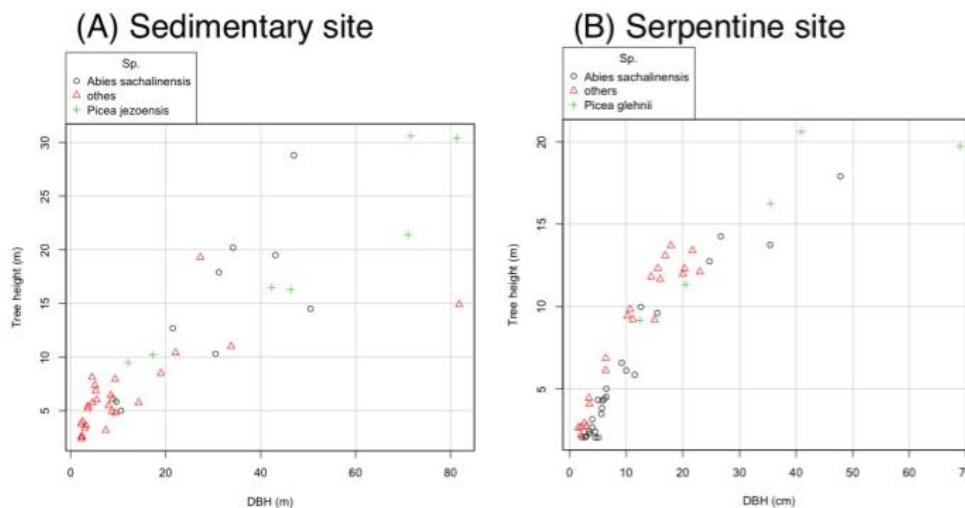 (A) Sedimentary site
Sp.
Abies sachalinensis
othes
Picea jezoensis
30
25
20
15
10
5
Tree height (m)
0
20
40
60
80
DBH (m)
(B) Serpentine site
Sp.
Abies sachalinensis
others
Picea glehnii
20
15
10
5
Tree height (m)
0
10
20
30
40
50
60
7
DBH (cm)